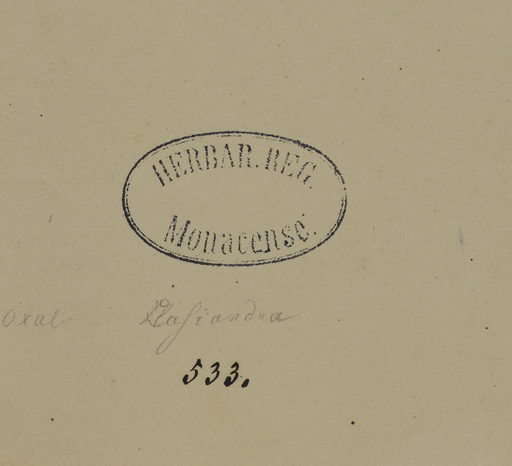 HERBAR. REG.
Monacense.
Oxal - Lasiandra
533.